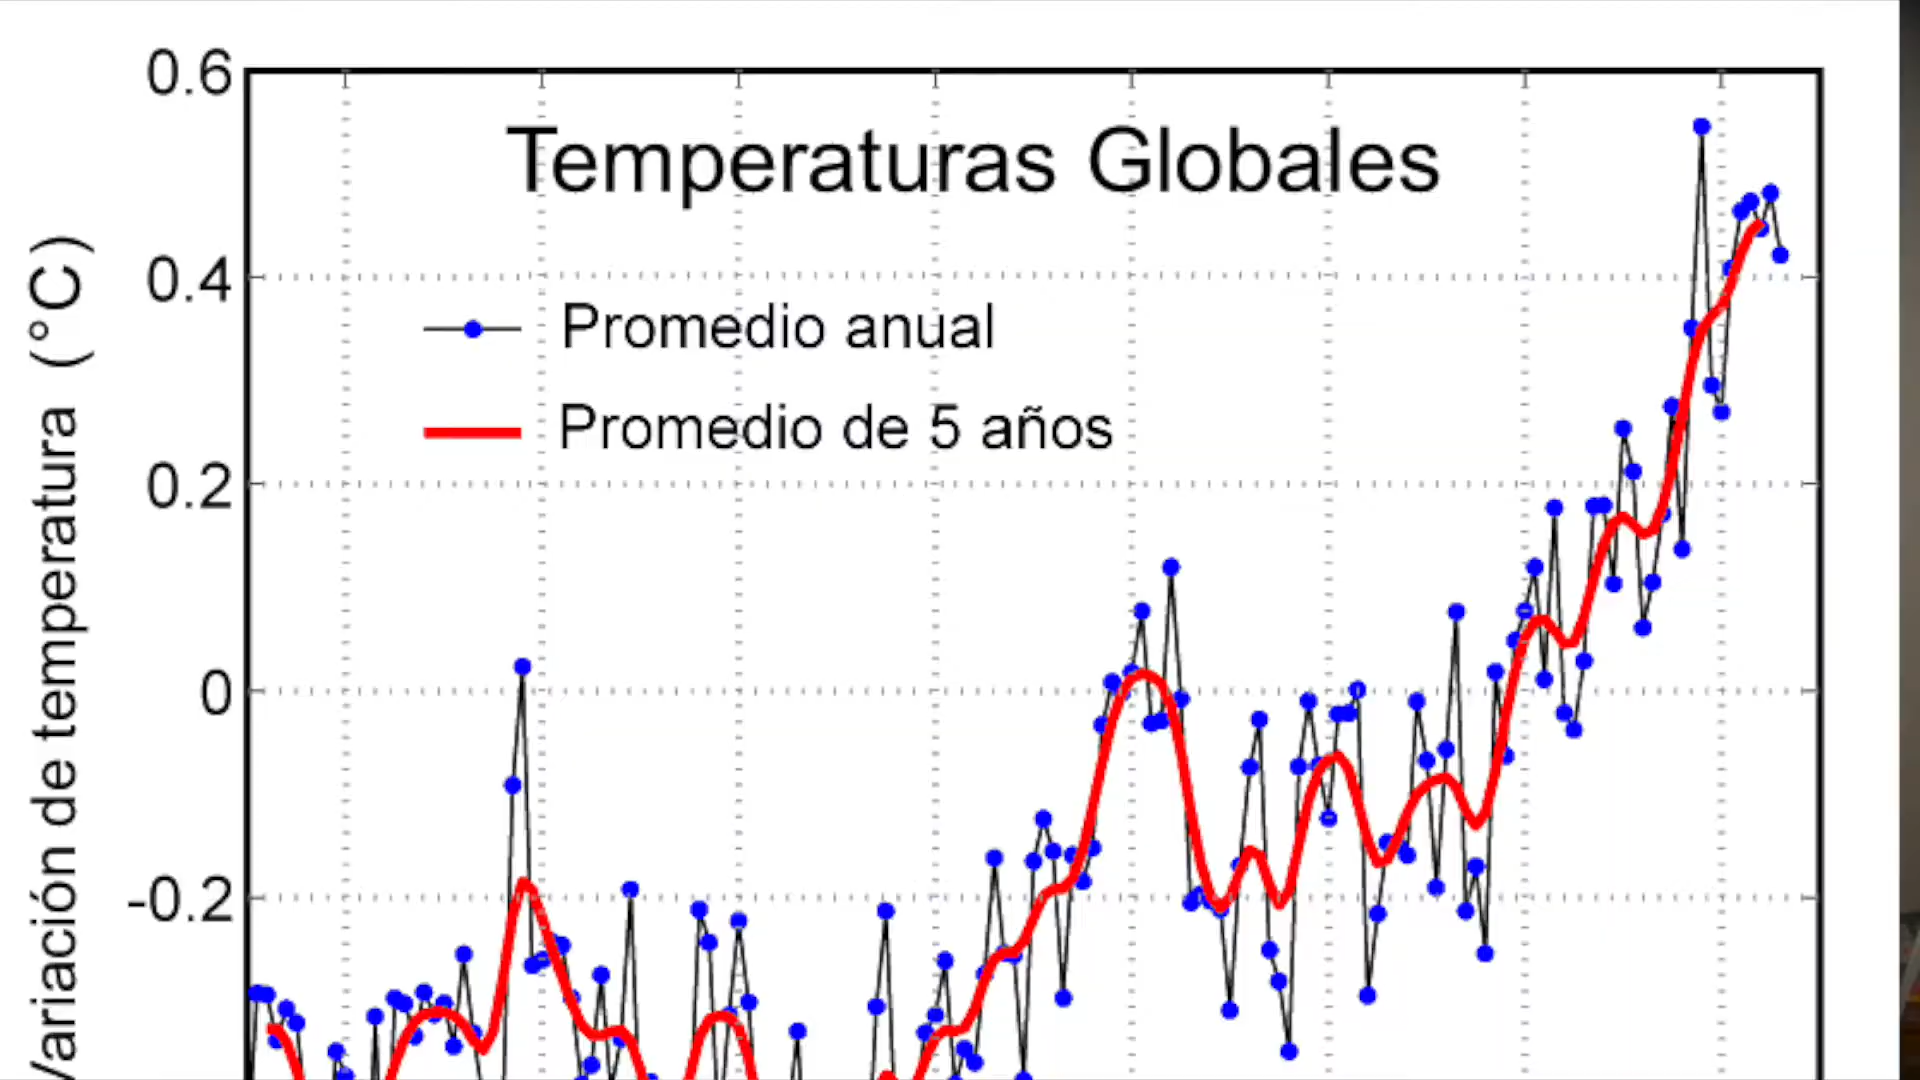 0.6
Temperaturas Globales
0.4
Promedio anual
Promedio de 5 años
0.2
0
-0.2
Variación de temperatura (°C)